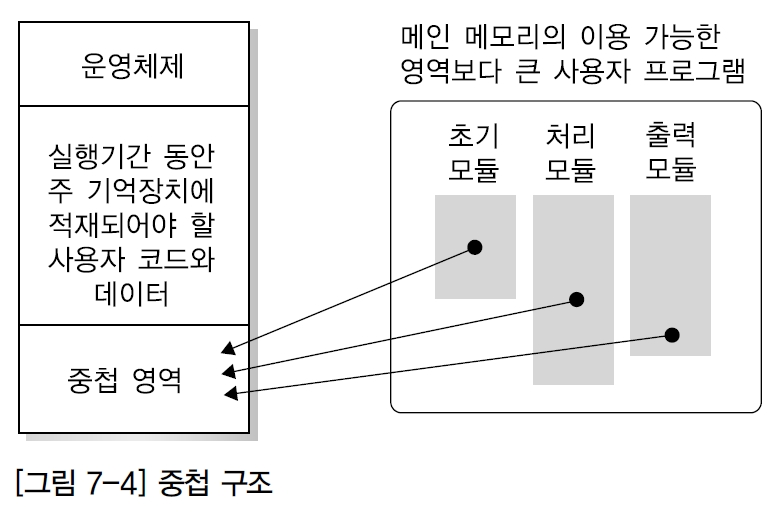 운영체제
실행기간 동안
주 기억장치에
적재되어야 할
사용자 코드와
데이터
중첩 영역
메인 메모리의 이용 가능한
영역보다 큰 사용자 프로그램
초기
모듈
처리
모듈
출력
모듈
[그림 7-4] 중첩 구조